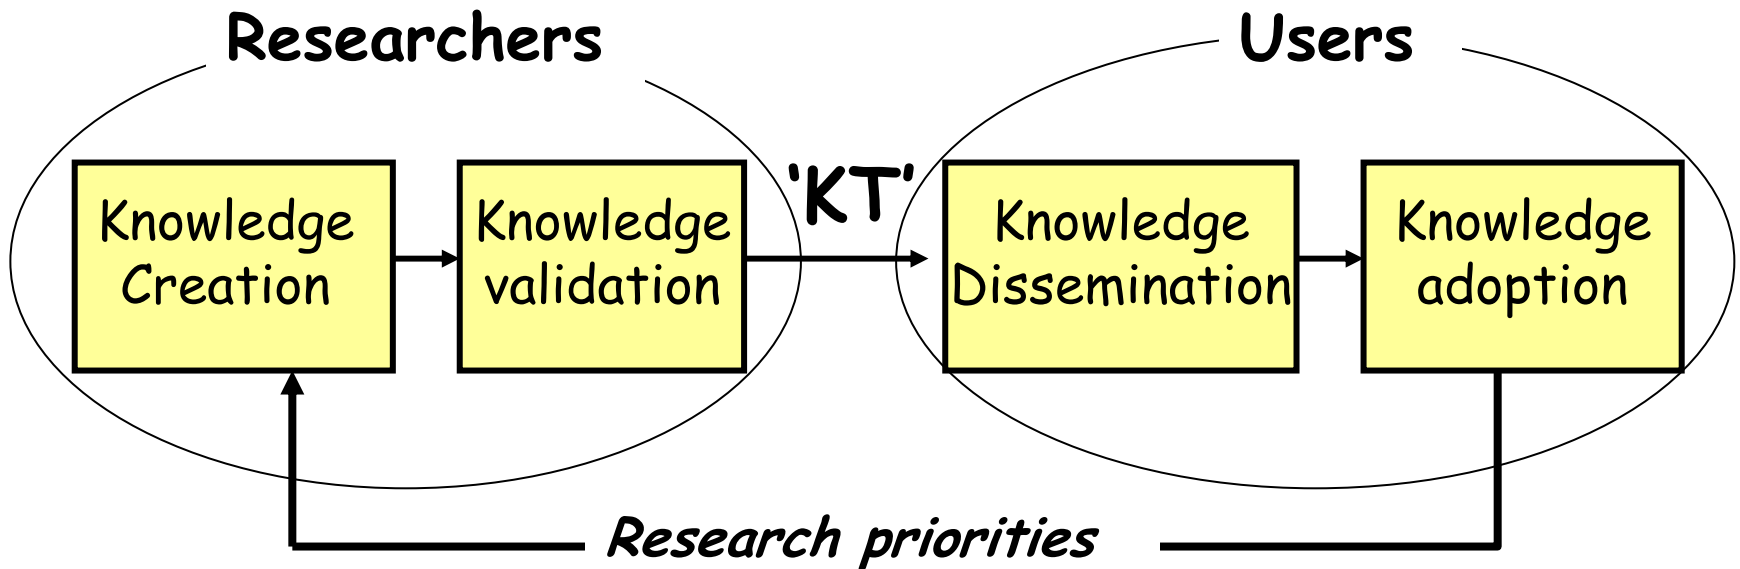 Researchers
Users
'KT'
Knowledge
Creation
Knowledge
validation
Knowledge
Dissemination
Knowledge
adoption
Research priorities